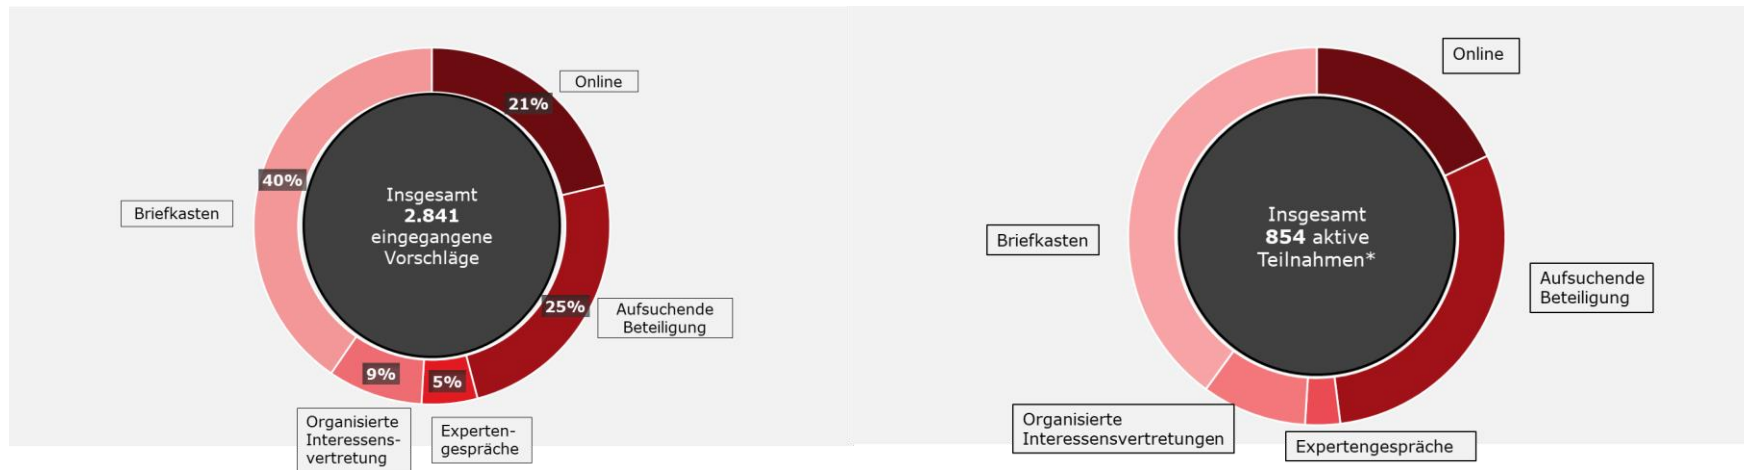 Online
21%
40%
Insgesamt
2.841
eingegangene
Vorschläge
Briefkasten
25%
Aufsuchende
Beteiligung
9%
5%
Organisierte
Interessens-
vertretung
Experten-
gespräche
Online
Insgesamt
854 aktive
Teilnahmen*
Briefkasten
Aufsuchende
Beteiligung
Organisierte
Interessensvertretungen
Expertengespräche